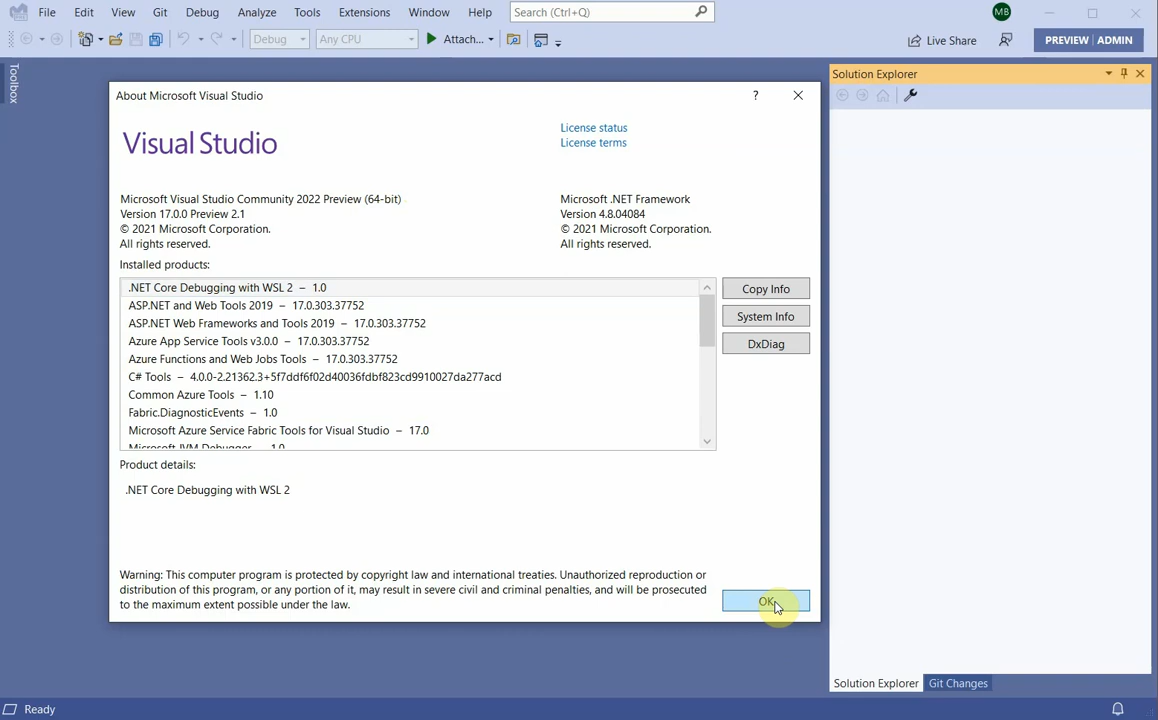 File Edit View Git Debug Analyze Tools Extensions Window Help Search (Ctrl+Q) MB
Debug Any CPU Attach... Live Share PREVIEW ADMIN
Toolbox
Solution Explorer
About Microsoft Visual Studio ?
Visual Studio
License status
License terms
Microsoft Visual Studio Community 2022 Preview (64-bit)
Version 17.0.0 Preview 2.1
© 2021 Microsoft Corporation.
All rights reserved.
Microsoft .NET Framework
Version 4.8.04084
© 2021 Microsoft Corporation.
All rights reserved.
Installed products:
.NET Core Debugging with WSL 2 – 1.0
ASP.NET and Web Tools 2019 – 17.0.303.37752
ASP.NET Web Frameworks and Tools 2019 – 17.0.303.37752
Azure App Service Tools v3.0.0 – 17.0.303.37752
Azure Functions and Web Jobs Tools – 17.0.303.37752
C# Tools – 4.0.0-2.21362.3+5f7ddf6f02d40036fdbf823cd9910027da277acd
Common Azure Tools – 1.10
Fabric.DiagnosticEvents – 1.0
Microsoft Azure Service Fabric Tools for Visual Studio – 17.0
Microsoft JVM Debugger – 1.0
Copy Info
System Info
DxDiag
Product details:
.NET Core Debugging with WSL 2
Warning: This computer program is protected by copyright law and international treaties. Unauthorized reproduction or
distribution of this program, or any portion of it, may result in severe civil and criminal penalties, and will be prosecuted
to the maximum extent possible under the law.
OK
Solution Explorer Git Changes
Ready